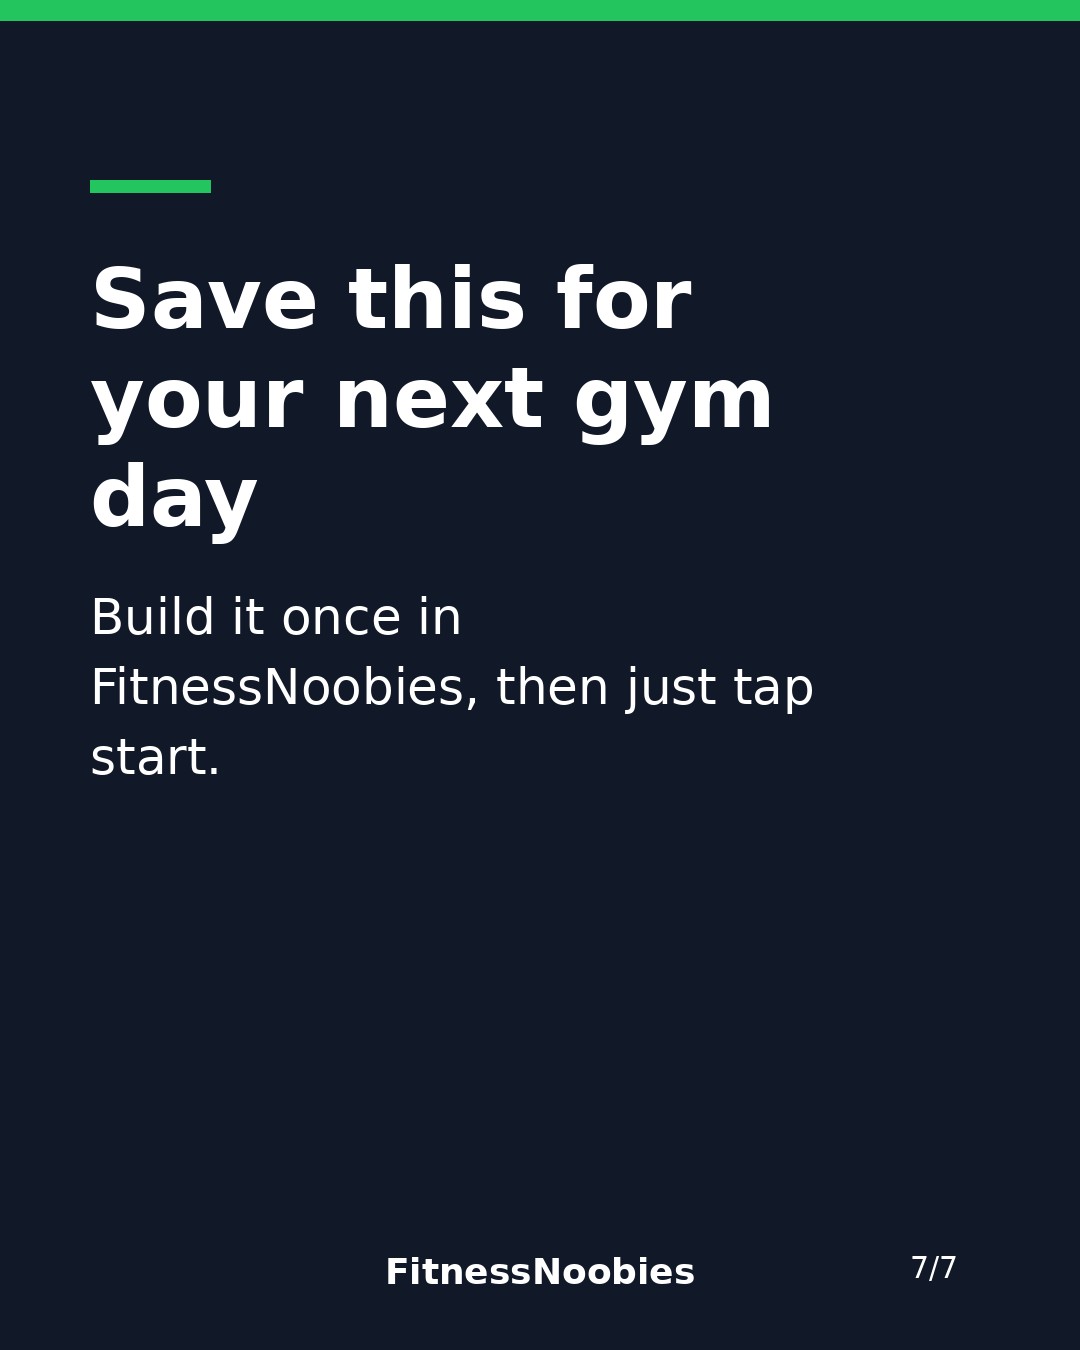 Save this for
your next gym
day
Build it once in
FitnessNoobies, then just tap
start.
FitnessNoobies
7/7